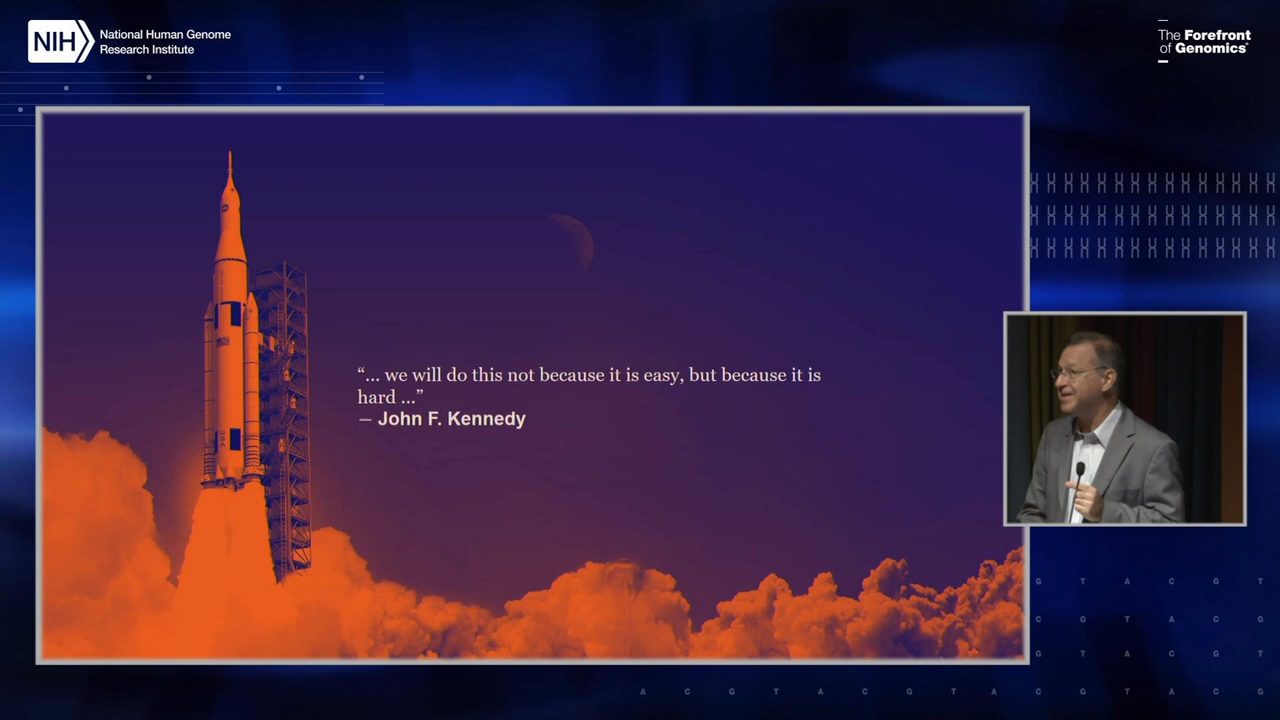 NIH
National Human Genome
Research Institute
The Forefront
of Genomics®
“... we will do this not because it is easy, but because it is
hard ...”
– John F. Kennedy
USA
G T A C G T
C G T A C G
G T A C G T
A C G T A C G T A C G T A C G